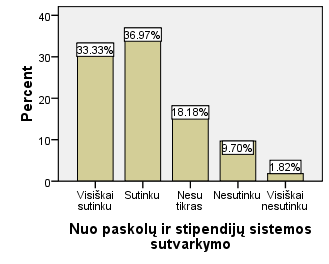 Percent
40
30
20
10
0
33.33%
36.97%
18.18%
9.70%
1.82%
Visiškai
sutinku
Sutinku
Nesu
tikras
Nesutinku
Visiškai
nesutinku
Nuo paskolų ir stipendijų sistemos
sutvarkymo